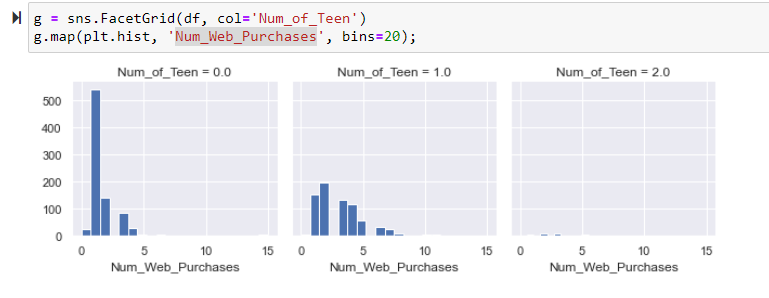 g = sns.FacetGrid(df, col='Num_of_Teen')
g.map(plt.hist, 'Num_Web_Purchases', bins=20);
Num_of_Teen = 0.0 Num_of_Teen = 1.0 Num_of_Teen = 2.0
500
400
300
200
100
0
0 5 10 15 0 5 10 15 0 5 10 15
Num_Web_Purchases Num_Web_Purchases Num_Web_Purchases